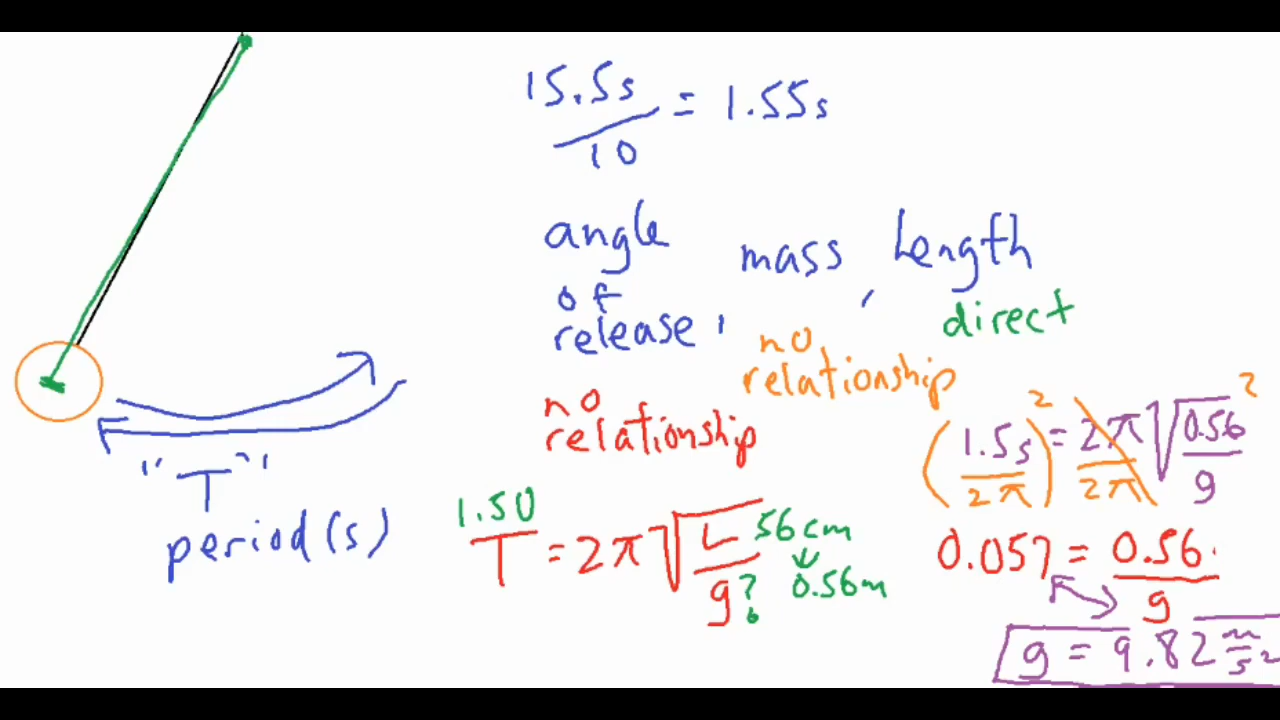 15.5s/10 = 1.55s
angle of release, mass, Length
no relationship
no relationship
direct
"T"
period(s)
1.50
T = 2π√(L/g)
56cm
↓
0.56m
?
(1.5s/2π)² = 2π/2π √(0.56/g)²
0.057 = 0.56/g
g = 9.82 m/s²